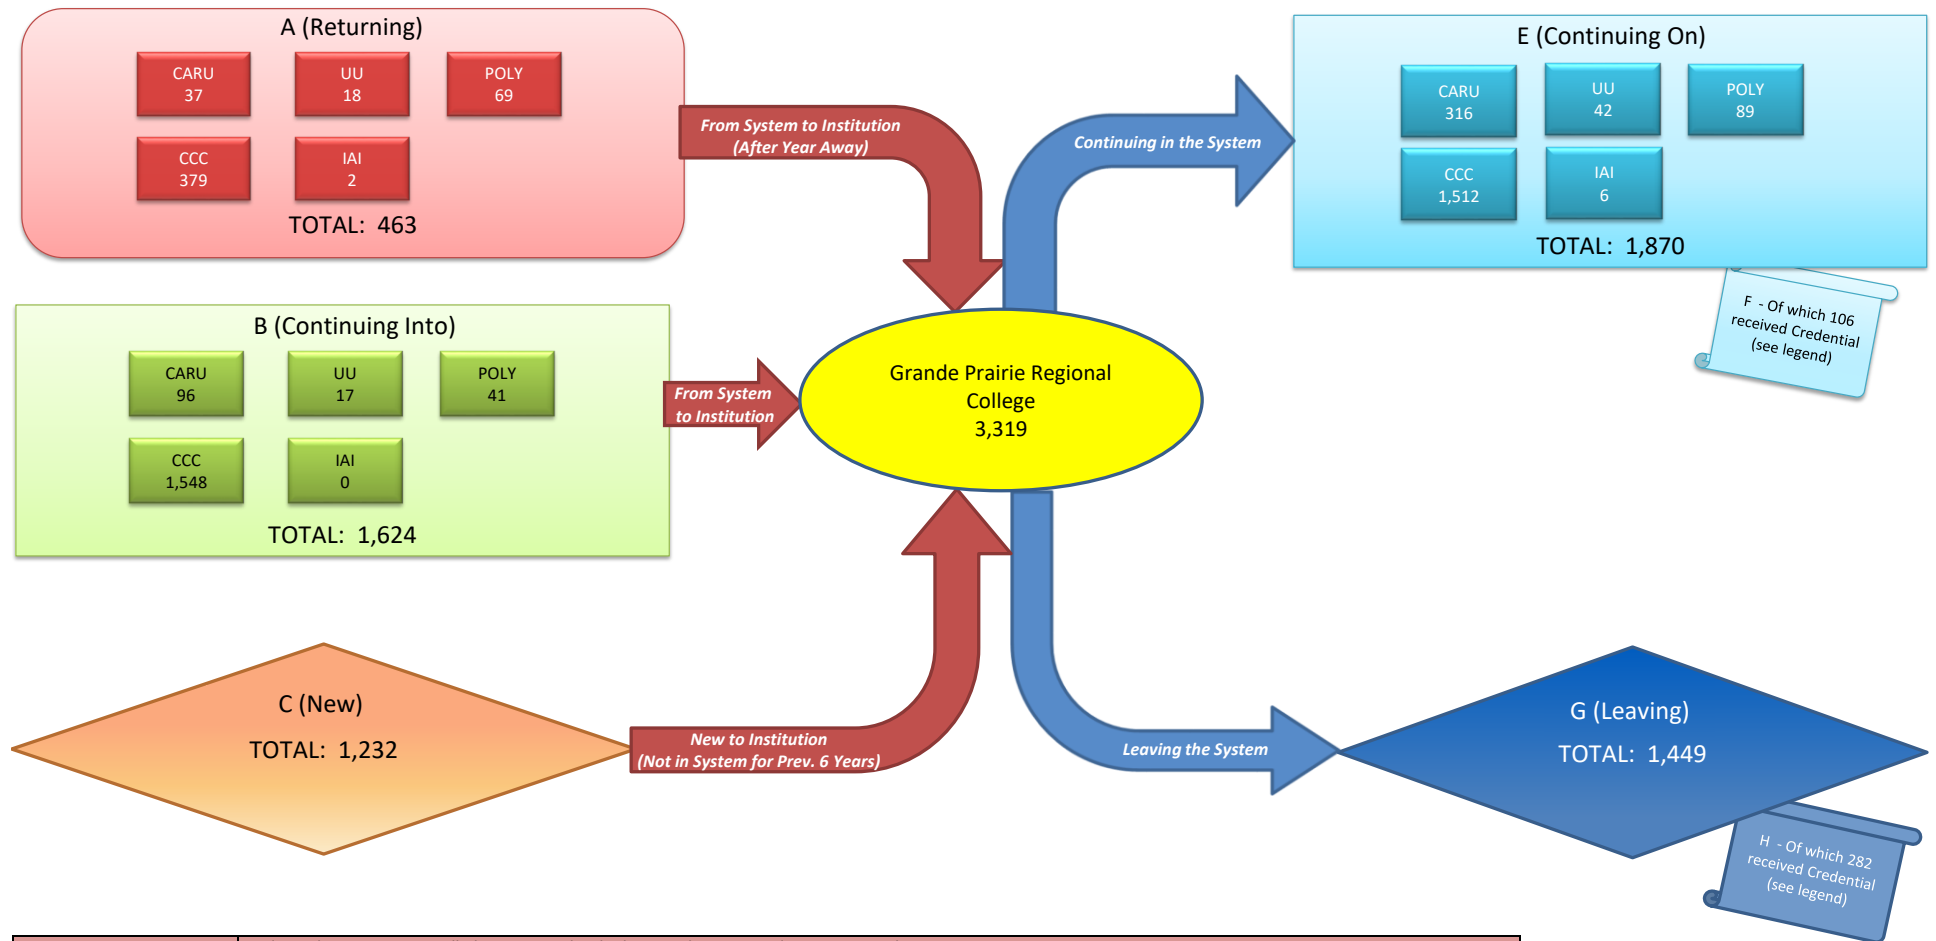 A (Returning)
CARU
37
UU
18
POLY
69
CCC
379
IAI
2
TOTAL: 463
From System to Institution
(After Year Away)
B (Continuing Into)
CARU
96
UU
17
POLY
41
CCC
1,548
IAI
0
TOTAL: 1,624
From System
to Institution
C (New)
TOTAL: 1,232
New to Institution
(Not in System for Prev. 6 Years)
Grande Prairie Regional
College
3,319
Continuing in the System
E (Continuing On)
CARU
316
UU
42
POLY
89
CCC
1,512
IAI
6
TOTAL: 1,870
F - Of which 106
received Credential
(see legend)
Leaving the System
G (Leaving)
TOTAL: 1,449
H - Of which 282
received Credential
(see legend)